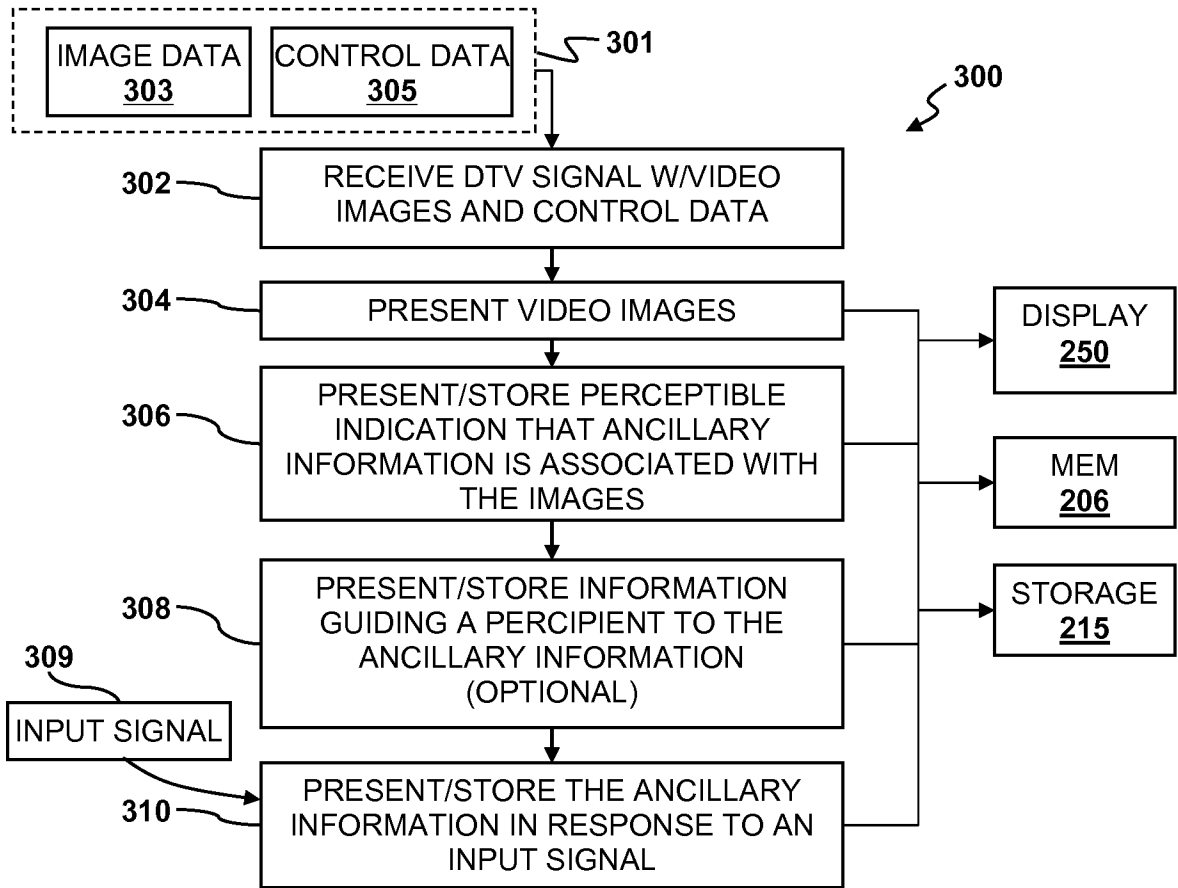 IMAGE DATA
303
CONTROL DATA
305
301
300
302
RECEIVE DTV SIGNAL W/VIDEO
IMAGES AND CONTROL DATA
304
PRESENT VIDEO IMAGES
DISPLAY
250
306
PRESENT/STORE PERCEPTIBLE
INDICATION THAT ANCILLARY
INFORMATION IS ASSOCIATED WITH
THE IMAGES
MEM
206
308
PRESENT/STORE INFORMATION
GUIDING A PERCIPIENT TO THE
ANCILLARY INFORMATION
(OPTIONAL)
STORAGE
215
309
INPUT SIGNAL
310
PRESENT/STORE THE ANCILLARY
INFORMATION IN RESPONSE TO AN
INPUT SIGNAL